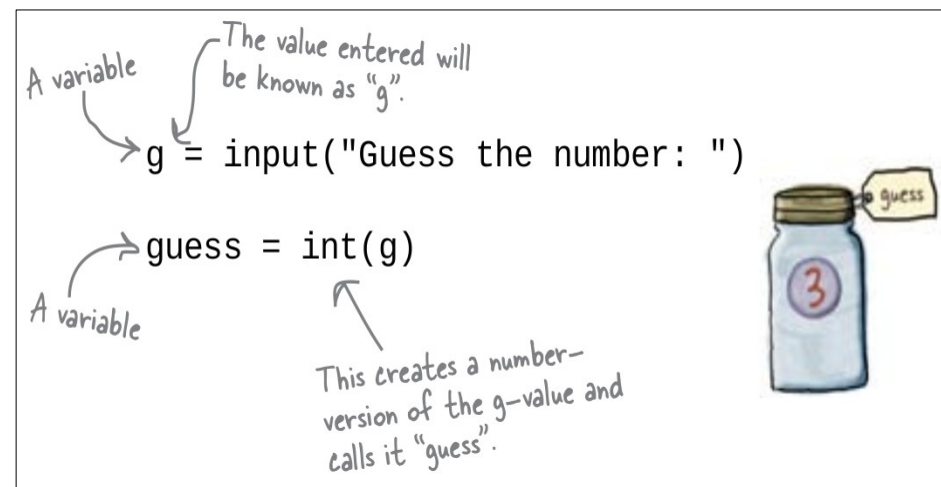 The value entered will
be known as "g".
A variable
g = input("Guess the number: ")
guess
3
guess = int(g)
A variable
This creates a number-
version of the g-value and
calls it "guess".